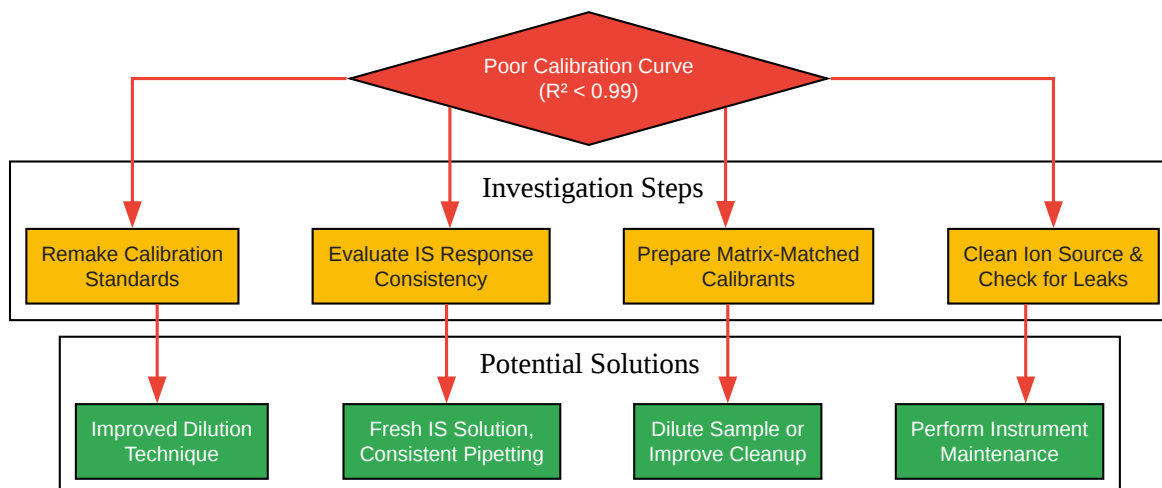 Poor Calibration Curve
(R² < 0.99)
Investigation Steps
Remake Calibration
Standards
Evaluate IS Response
Consistency
Prepare Matrix-Matched
Calibrants
Clean Ion Source &
Check for Leaks
Potential Solutions
Improved Dilution
Technique
Fresh IS Solution,
Consistent Pipetting
Dilute Sample or
Improve Cleanup
Perform Instrument
Maintenance